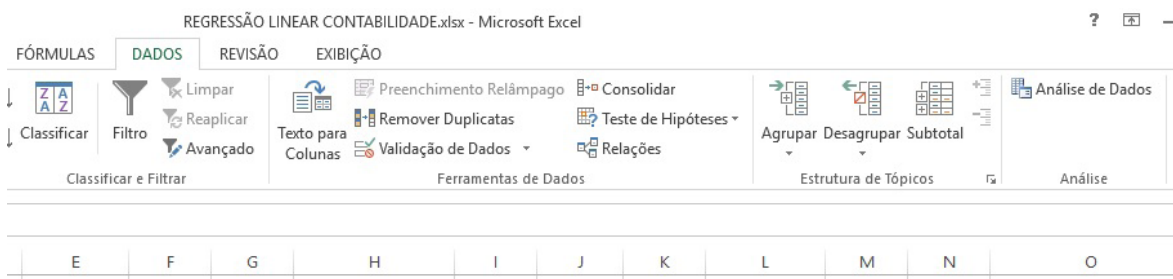 REGRESSÃO LINEAR CONTABILIDADE.xlsx - Microsoft Excel
?
FÓRMULAS DADOS REVISÃO EXIBIÇÃO
Classificar
Filtro
Limpar
Reaplicar
Avançado
Classificar e Filtrar
Texto para
Colunas
Preenchimento Relâmpago
Remover Duplicatas
Validação de Dados
Consolidar
Teste de Hipóteses
Relações
Ferramentas de Dados
Agrupar Desagrupar Subtotal
Estrutura de Tópicos
Análise de Dados
Análise
E F G H I J K L M N O